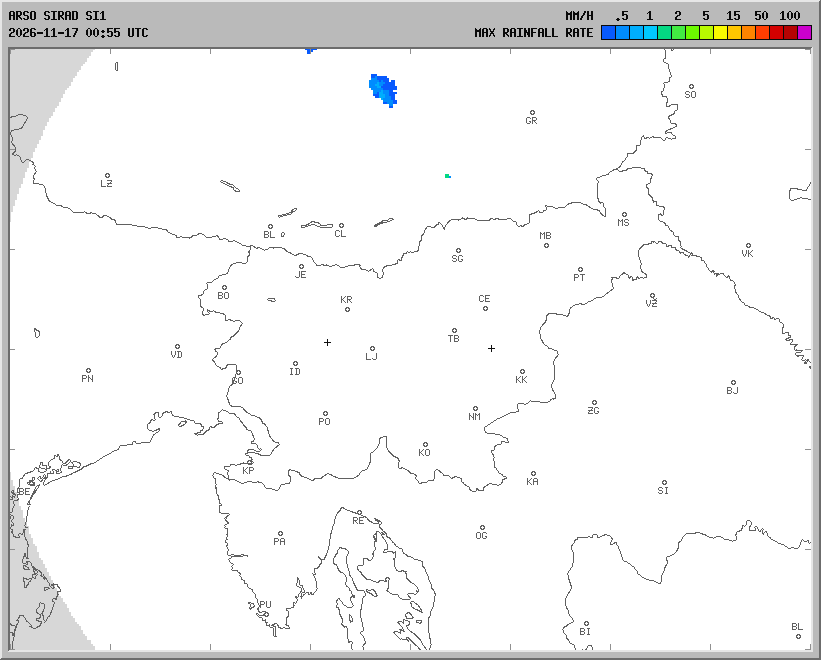 ARSO SIRAD SI1
2026-11-17 00:55 UTC
MM/H .5 1 2 5 15 50 100
MAX RAINFALL RATE
SO
GR
LZ
MS
BL
CL
MB
VK
SG
JE
PT
BO
KR
CE
VŽ
TB
VD
LJ
ID
PN
GO
KK
BJ
ZG
NM
PO
KO
KP
KA
BE
SI
RE
OG
PA
PU
BI
BL